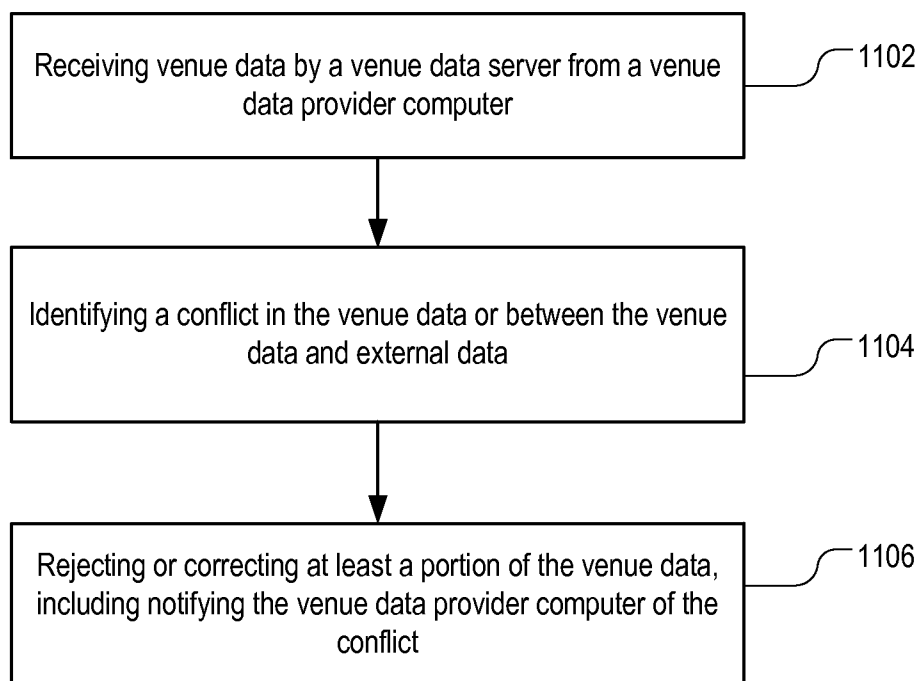 Receiving venue data by a venue data server from a venue
data provider computer
1102
Identifying a conflict in the venue data or between the venue
data and external data
1104
Rejecting or correcting at least a portion of the venue data,
including notifying the venue data provider computer of the
conflict
1106